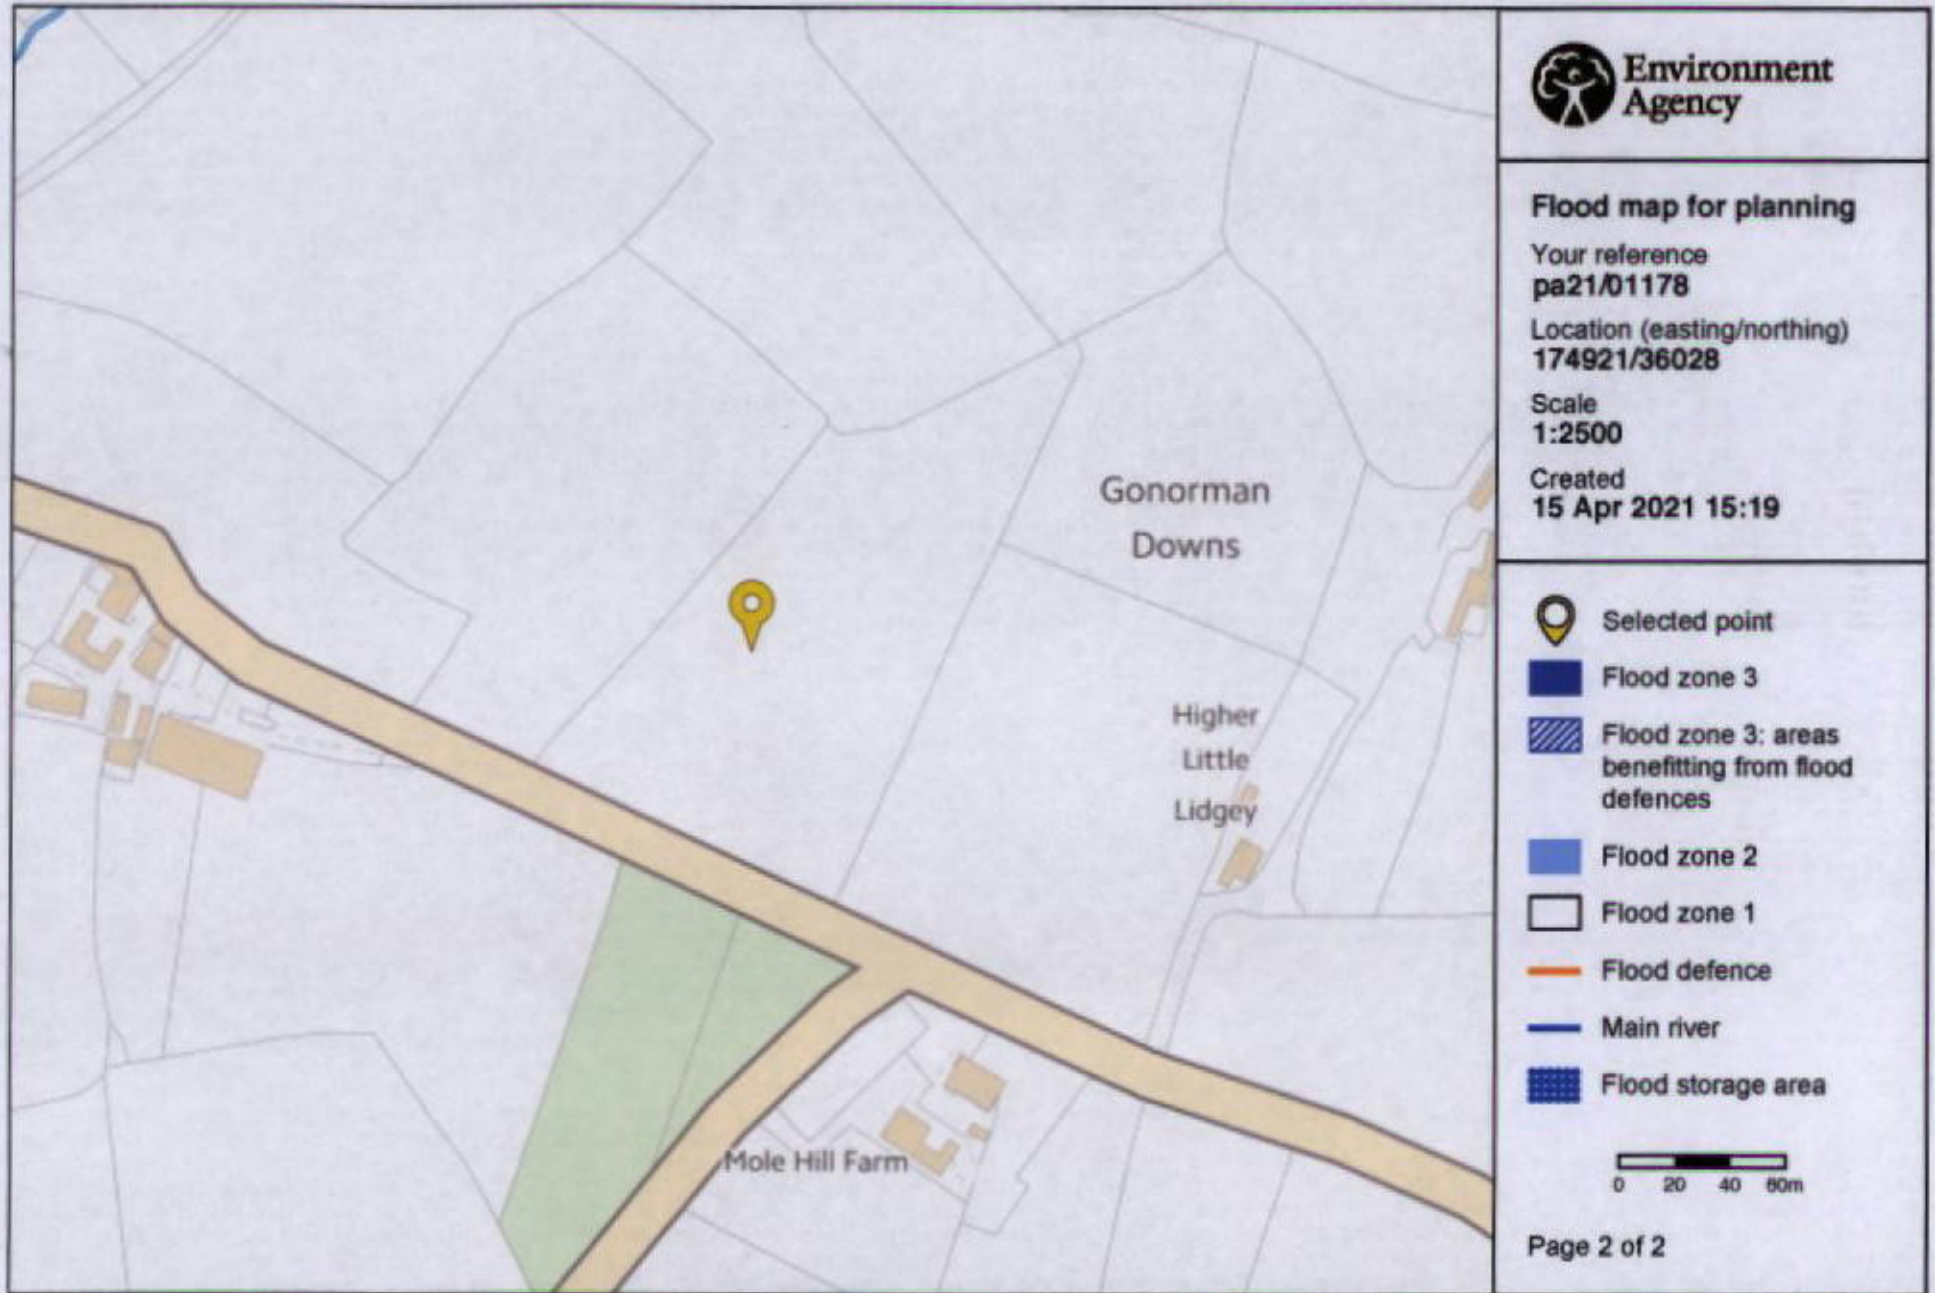 Environment
Agency
Flood map for planning
Your reference
pa21/01178
Location (easting/northing)
174921/36028
Scale
1:2500
Created
15 Apr 2021 15:19
Selected point
Flood zone 3
Flood zone 3: areas
benefitting from flood
defences
Flood zone 2
Flood zone 1
Flood defence
Main river
Flood storage area
0 20 40 60m
Page 2 of 2
Gonorman
Downs
Higher
Little
Lidgey
Mole Hill Farm